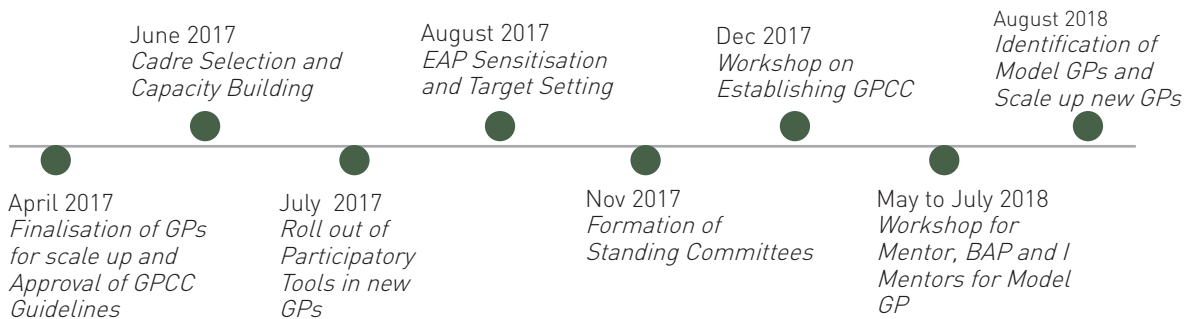 April 2017
Finalisation of GPs
for scale up and
Approval of GPCC
Guidelines
June 2017
Cadre Selection and
Capacity Building
July 2017
Roll out of
Participatory
Tools in new
GPs
August 2017
EAP Sensitisation
and Target Setting
Nov 2017
Formation of
Standing Committees
Dec 2017
Workshop on
Establishing GPCC
May to July 2018
Workshop for
Mentor, BAP and I
Mentors for Model
GP
August 2018
Identification of
Model GPs and
Scale up new GPs